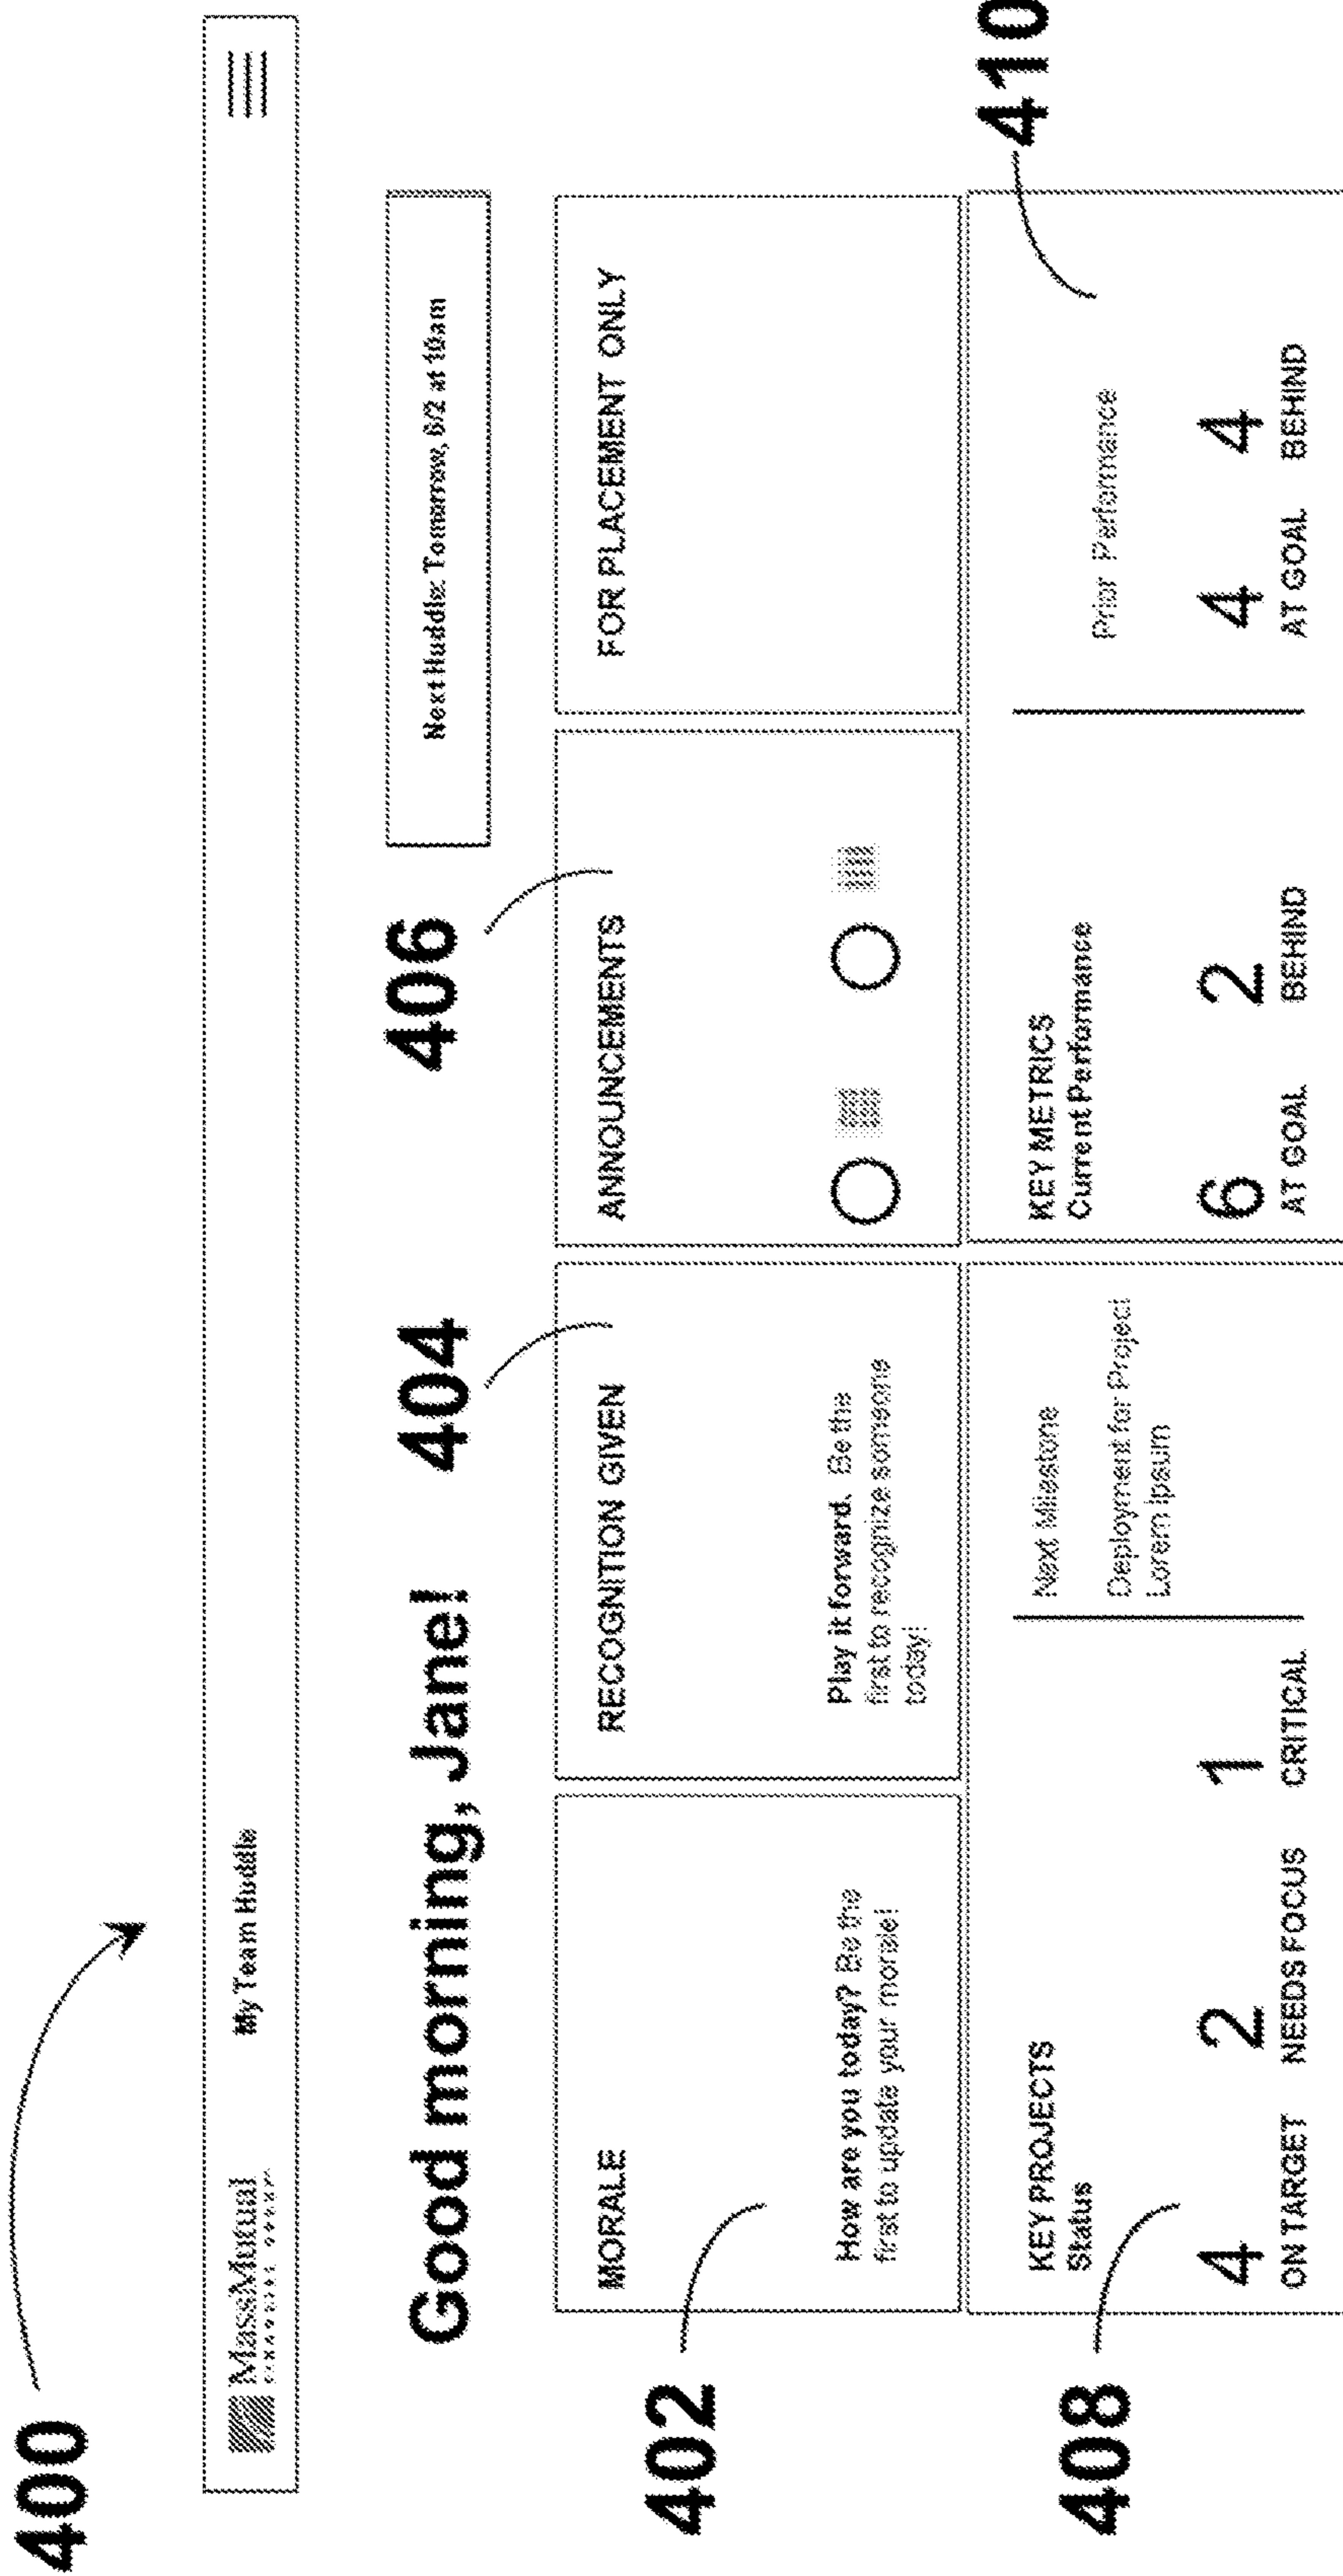 400
MassMutual
My Team Huddle
Good morning, Jane!
404
406
Next Huddle: Tomorrow, 6/2 at 10am
402
MORALE
How are you today? Be the
first to update your morale!
RECOGNITION GIVEN
Play it forward. Be the
first to recognize someone
today!
ANNOUNCEMENTS
FOR PLACEMENT ONLY
408
KEY PROJECTS
Status
4
ON TARGET
2
NEEDS FOCUS
1
CRITICAL
Next Milestone
Deployment for Project
Lorem Ipsum
KEY METRICS
Current Performance
6
AT GOAL
2
BEHIND
Prior Performance
4
AT GOAL
4
BEHIND
410